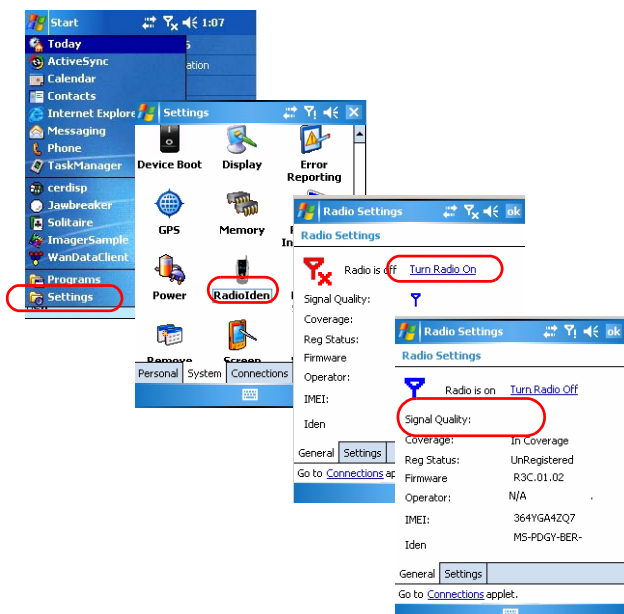 Start 1:07
Today
ActiveSync
ation
Calendar
Contacts
Internet Explore
Messaging
Phone
TaskManager
cerdisp
Jawbreaker
Solitaire
ImagerSample
WanDataClient
Programs
Settings
Settings
Device Boot Display Error Reporting
GPS Memory
Power RadioIden
Remove Screen
Personal System Connections
Radio Settings ok
Radio Settings
Radio is off Turn Radio On
Signal Quality:
Coverage:
Reg Status:
Firmware
Operator:
IMEI:
Iden
General Settings
Go to Connections ap
Radio Settings ok
Radio Settings
Radio is on Turn Radio Off
Signal Quality:
Coverage: In Coverage
Reg Status: UnRegistered
Firmware R3C.01.02
Operator: N/A .
IMEI: 364YGA4ZQ7
Iden MS-PDGY-BER-
General Settings
Go to Connections applet.